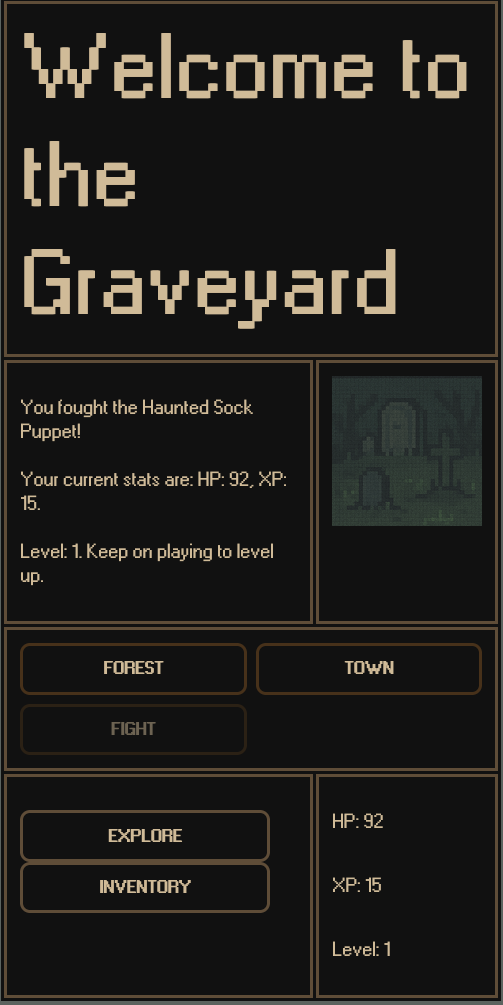 Welcome to
the
Graveyard
You fought the Haunted Sock
Puppet!
Your current stats are: HP: 92, XP:
15.
Level: 1. Keep on playing to level
up.
FOREST
TOWN
FIGHT
EXPLORE
INVENTORY
HP: 92
XP: 15
Level: 1